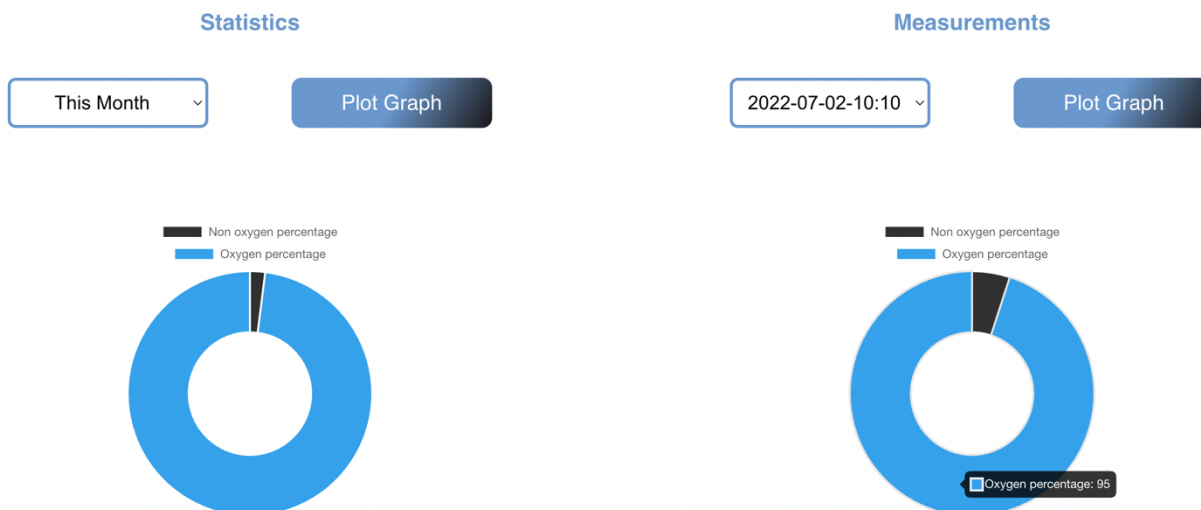 Statistics
This Month
Plot Graph
Non oxygen percentage
Oxygen percentage
Measurements
2022-07-02-10:10
Plot Graph
Non oxygen percentage
Oxygen percentage
Oxygen percentage: 95